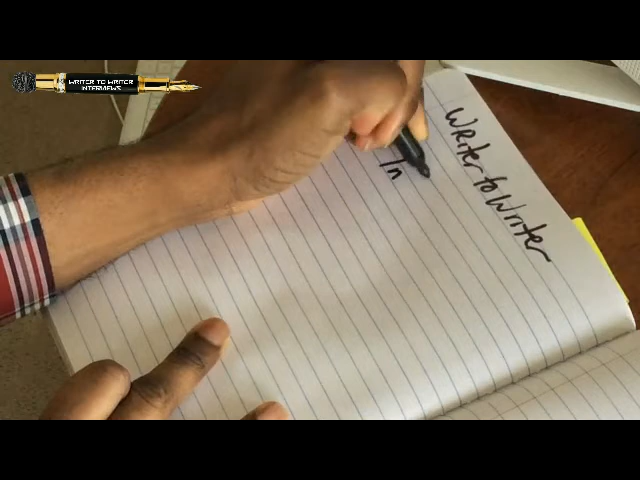 WRITER TO WRITER
INTERVIEWS
Writer to Writer
In